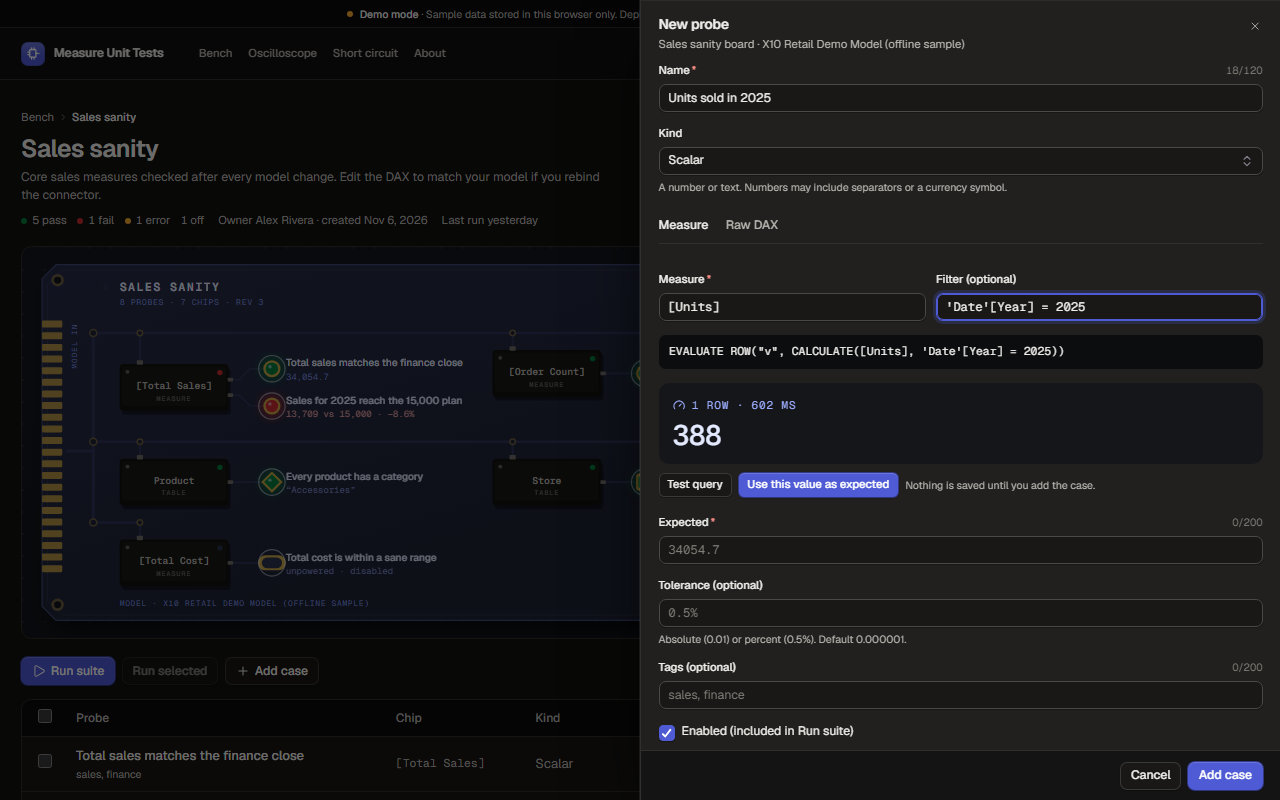 Demo mode · Sample data stored in this browser only. Dep
Measure Unit Tests
Bench
Oscilloscope
Short circuit
About
Bench › Sales sanity
Sales sanity
Core sales measures checked after every model change. Edit the DAX to match your model if you rebind
the connector.
5 pass 1 fail 1 error 1 off Owner Alex Rivera · created Nov 6, 2026 Last run yesterday
SALES SANITY
8 PROBES · 7 CHIPS · REV 3
MODEL IN
[Total Sales]
MEASURE
Total sales matches the finance close
34,054.7
Sales for 2025 reach the 15,000 plan
13,709 vs 15,000 · −8.6%
[Order Count]
MEASURE
Product
TABLE
Every product has a category
"Accessories"
Store
TABLE
[Total Cost]
MEASURE
Total cost is within a sane range
unpowered · disabled
MODEL · X10 RETAIL DEMO MODEL (OFFLINE SAMPLE)
Run suite
Run selected
+ Add case
Probe Chip Kind
Total sales matches the finance close
sales, finance
[Total Sales]
Scalar
New probe
×
Sales sanity board · X10 Retail Demo Model (offline sample)
Name* 18/120
Units sold in 2025
Kind
Scalar
A number or text. Numbers may include separators or a currency symbol.
Measure Raw DAX
Measure* Filter (optional)
[Units] 'Date'[Year] = 2025
EVALUATE ROW("v", CALCULATE([Units], 'Date'[Year] = 2025))
1 ROW · 602 MS
388
Test query Use this value as expected Nothing is saved until you add the case.
Expected* 0/200
34054.7
Tolerance (optional)
0.5%
Absolute (0.01) or percent (0.5%). Default 0.000001.
Tags (optional) 0/200
sales, finance
Enabled (included in Run suite)
Cancel Add case